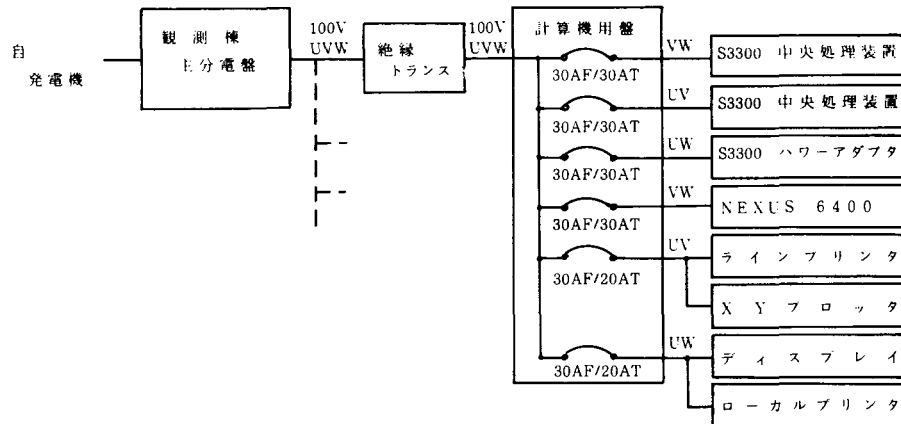 自
発電機
観測棟
主分電盤
100V
UVW
絶縁
トランス
100V
UVW
計算機用盤
30AF/30AT
VW
S3300 中央処理装置
30AF/30AT
UV
S3300 中央処理装置
30AF/30AT
UW
S3300 パワーアダプタ
30AF/30AT
VW
NEXUS 6400
30AF/20AT
UV
ラインプリンタ
XYプロッタ
30AF/20AT
UW
ディスプレイ
ローカルプリンタ